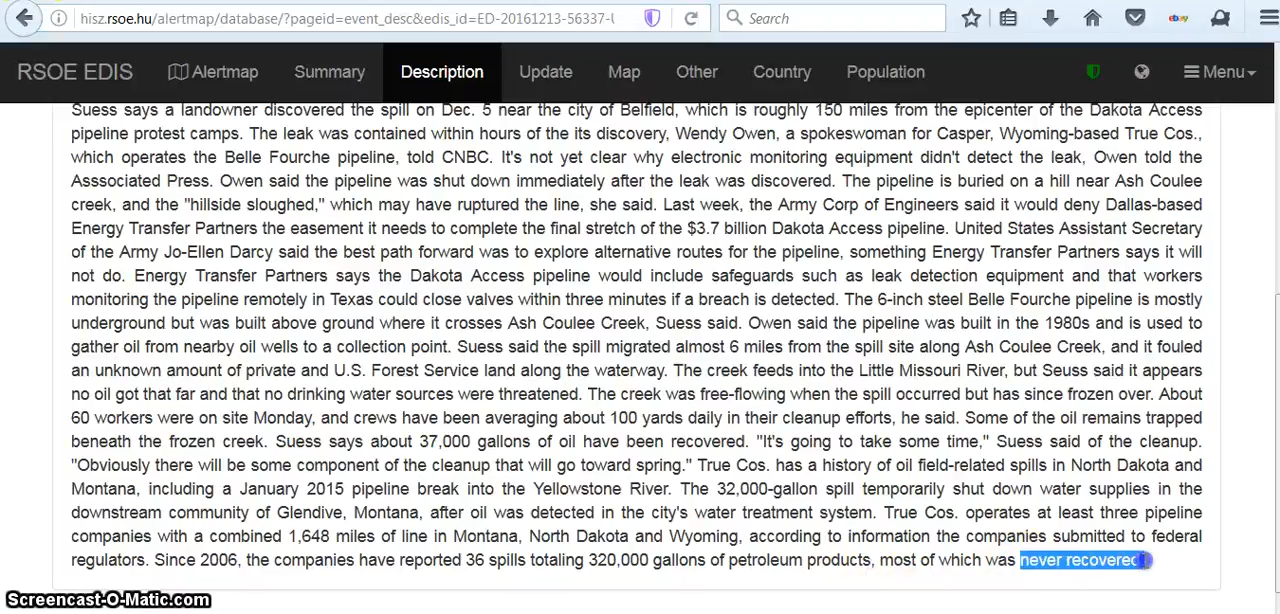 hisz.rsoe.hu/alertmap/database/?pageid=event_desc&edis_id=ED-20161213-56337-U
Search
ebay
RSOE EDIS Alertmap Summary Description Update Map Other Country Population Menu
Suess says a landowner discovered the spill on Dec. 5 near the city of Belfield, which is roughly 150 miles from the epicenter of the Dakota Access
pipeline protest camps. The leak was contained within hours of the its discovery, Wendy Owen, a spokeswoman for Casper, Wyoming-based True Cos.,
which operates the Belle Fourche pipeline, told CNBC. It's not yet clear why electronic monitoring equipment didn't detect the leak, Owen told the
Asssociated Press. Owen said the pipeline was shut down immediately after the leak was discovered. The pipeline is buried on a hill near Ash Coulee
creek, and the "hillside sloughed," which may have ruptured the line, she said. Last week, the Army Corp of Engineers said it would deny Dallas-based
Energy Transfer Partners the easement it needs to complete the final stretch of the $3.7 billion Dakota Access pipeline. United States Assistant Secretary
of the Army Jo-Ellen Darcy said the best path forward was to explore alternative routes for the pipeline, something Energy Transfer Partners says it will
not do. Energy Transfer Partners says the Dakota Access pipeline would include safeguards such as leak detection equipment and that workers
monitoring the pipeline remotely in Texas could close valves within three minutes if a breach is detected. The 6-inch steel Belle Fourche pipeline is mostly
underground but was built above ground where it crosses Ash Coulee Creek, Suess said. Owen said the pipeline was built in the 1980s and is used to
gather oil from nearby oil wells to a collection point. Suess said the spill migrated almost 6 miles from the spill site along Ash Coulee Creek, and it fouled
an unknown amount of private and U.S. Forest Service land along the waterway. The creek feeds into the Little Missouri River, but Seuss said it appears
no oil got that far and that no drinking water sources were threatened. The creek was free-flowing when the spill occurred but has since frozen over. About
60 workers were on site Monday, and crews have been averaging about 100 yards daily in their cleanup efforts, he said. Some of the oil remains trapped
beneath the frozen creek. Suess says about 37,000 gallons of oil have been recovered. "It's going to take some time," Suess said of the cleanup.
"Obviously there will be some component of the cleanup that will go toward spring." True Cos. has a history of oil field-related spills in North Dakota and
Montana, including a January 2015 pipeline break into the Yellowstone River. The 32,000-gallon spill temporarily shut down water supplies in the
downstream community of Glendive, Montana, after oil was detected in the city's water treatment system. True Cos. operates at least three pipeline
companies with a combined 1,648 miles of line in Montana, North Dakota and Wyoming, according to information the companies submitted to federal
regulators. Since 2006, the companies have reported 36 spills totaling 320,000 gallons of petroleum products, most of which was never recovered
Screencast-O-Matic.com